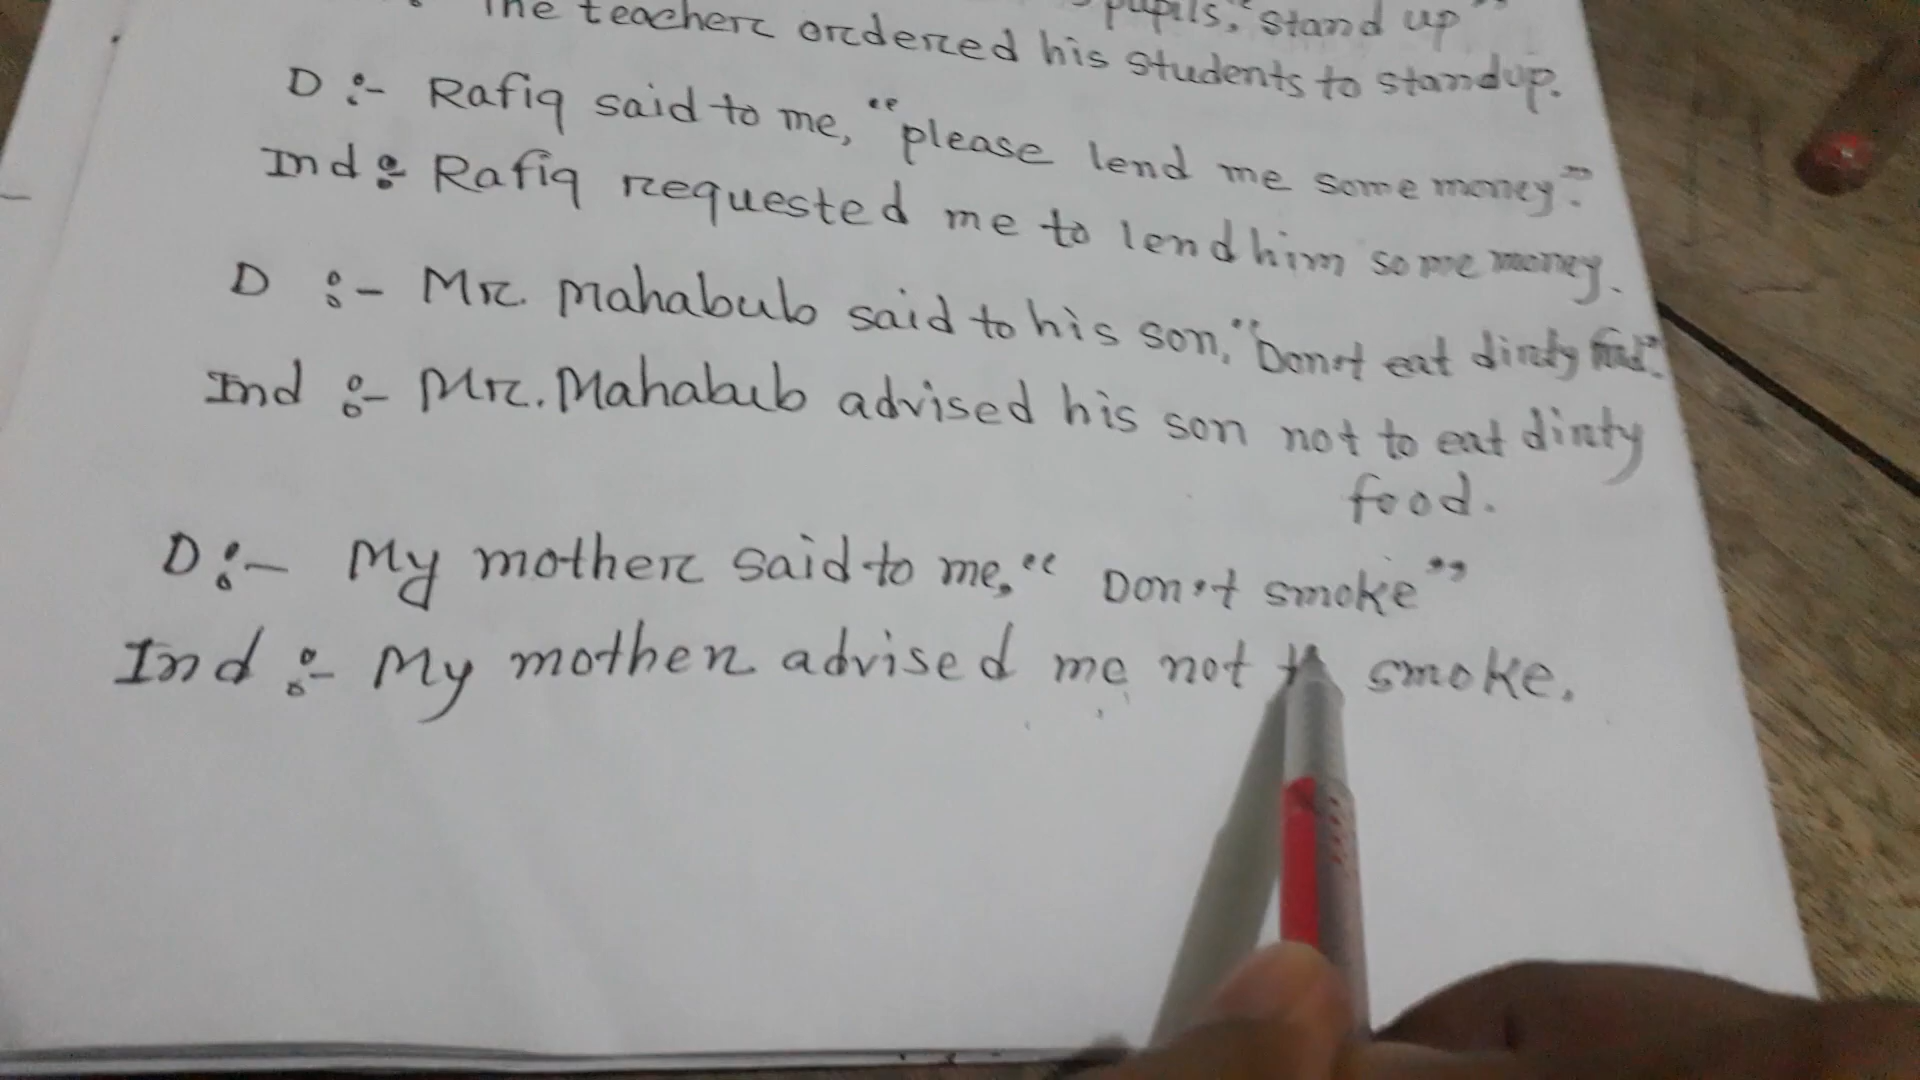 pupils, "stand up"
The teacher ordered his students to standup.
D :- Rafiq said to me, "please lend me some money".
Ind :- Rafiq requested me to lend him some money.
D :- Mr. Mahabub said to his son, "Don't eat dirty food".
Ind :- Mr. Mahabub advised his son not to eat dirty
food.
D :- My mother said to me, "Don't smoke"
Ind :- My mother advised me not to smoke.